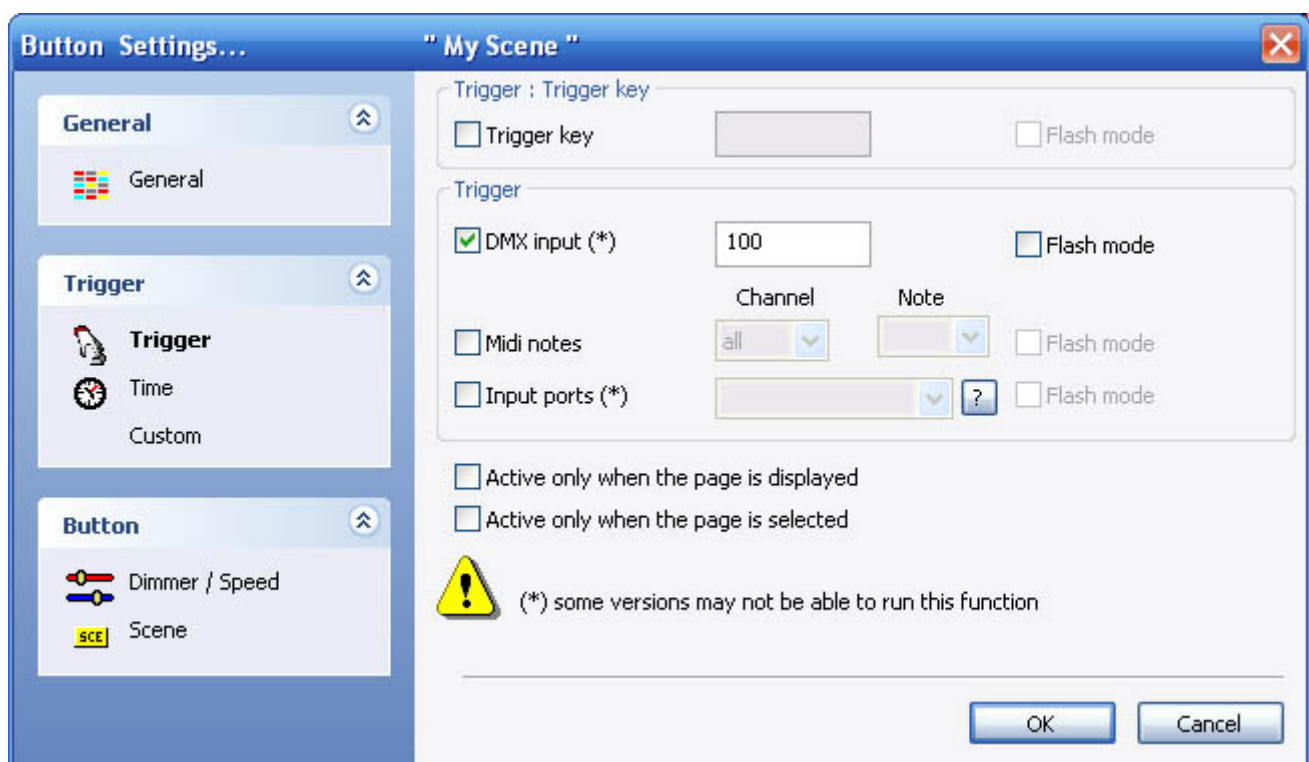 Button Settings... " My Scene "
General
General
Trigger
Trigger
Time
Custom
Button
Dimmer / Speed
SCE Scene
Trigger : Trigger key
Trigger key Flash mode
Trigger
DMX input (*) 100 Flash mode
Channel Note
Midi notes all Flash mode
Input ports (*) ? Flash mode
Active only when the page is displayed
Active only when the page is selected
! (*) some versions may not be able to run this function
OK Cancel